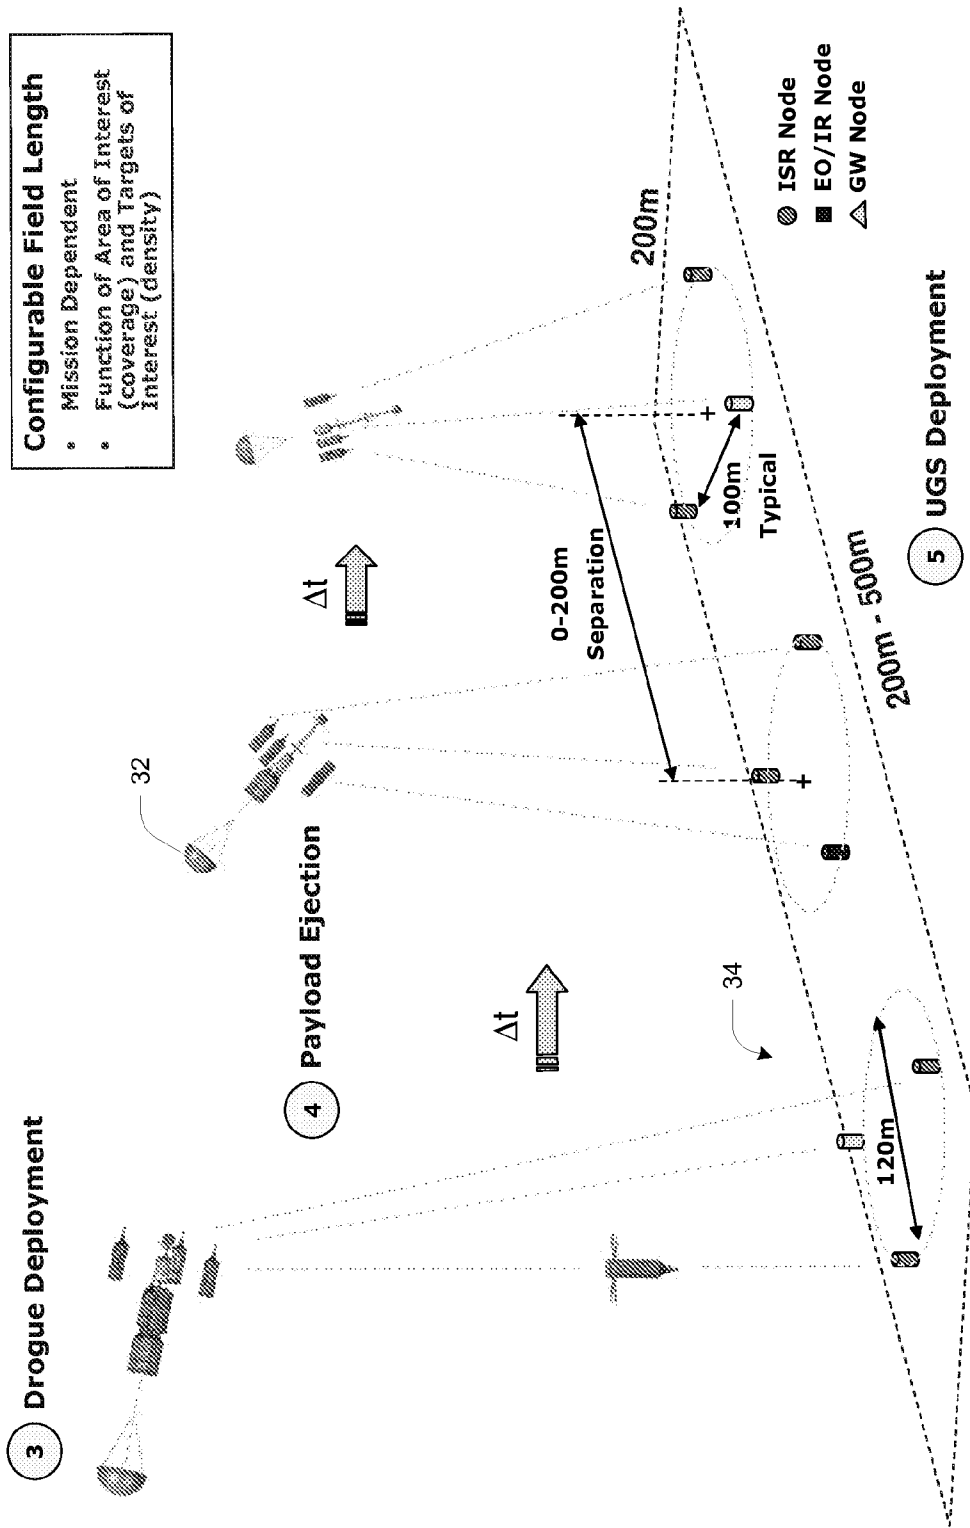 3
Drogue Deployment
Configurable Field Length
• Mission Dependent
• Function of Area of Interest
(coverage) and Targets of
Interest (density)
32
4
Payload Ejection
Δt
Δt
0-200m
Separation
200m
100m
Typical
34
120m
200m - 500m
ISR Node
EO/IR Node
GW Node
5
UGS Deployment